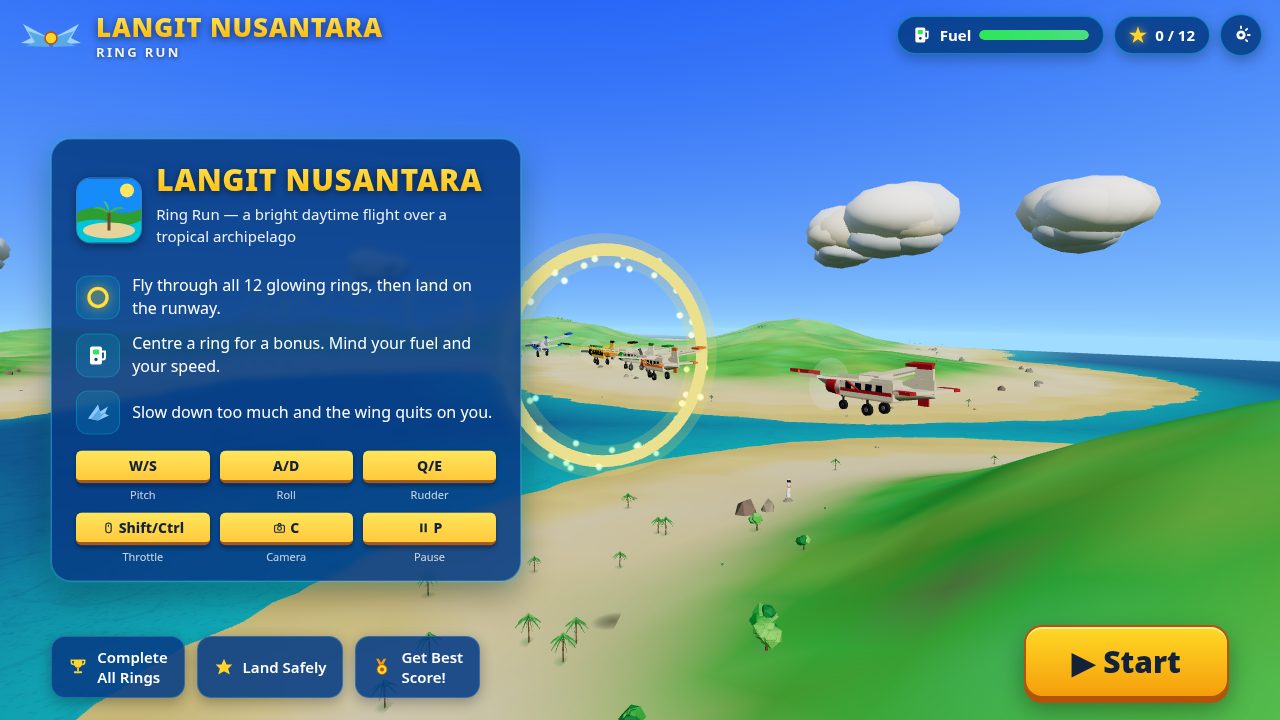 LANGIT NUSANTARA
RING RUN
Fuel
0 / 12
LANGIT NUSANTARA
Ring Run — a bright daytime flight over a
tropical archipelago
Fly through all 12 glowing rings, then land on
the runway.
Centre a ring for a bonus. Mind your fuel and
your speed.
Slow down too much and the wing quits on you.
W/S
A/D
Q/E
Pitch
Roll
Rudder
Shift/Ctrl
C
P
Throttle
Camera
Pause
Complete
All Rings
Land Safely
Get Best
Score!
Start